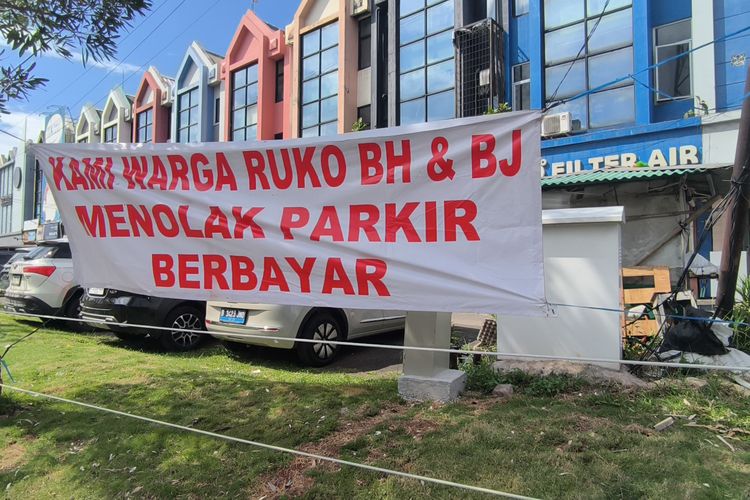 KAMI WARGA RUKO BH & BJ
MENOLAK PARKIR
BERBAYAR
FILTER AIR